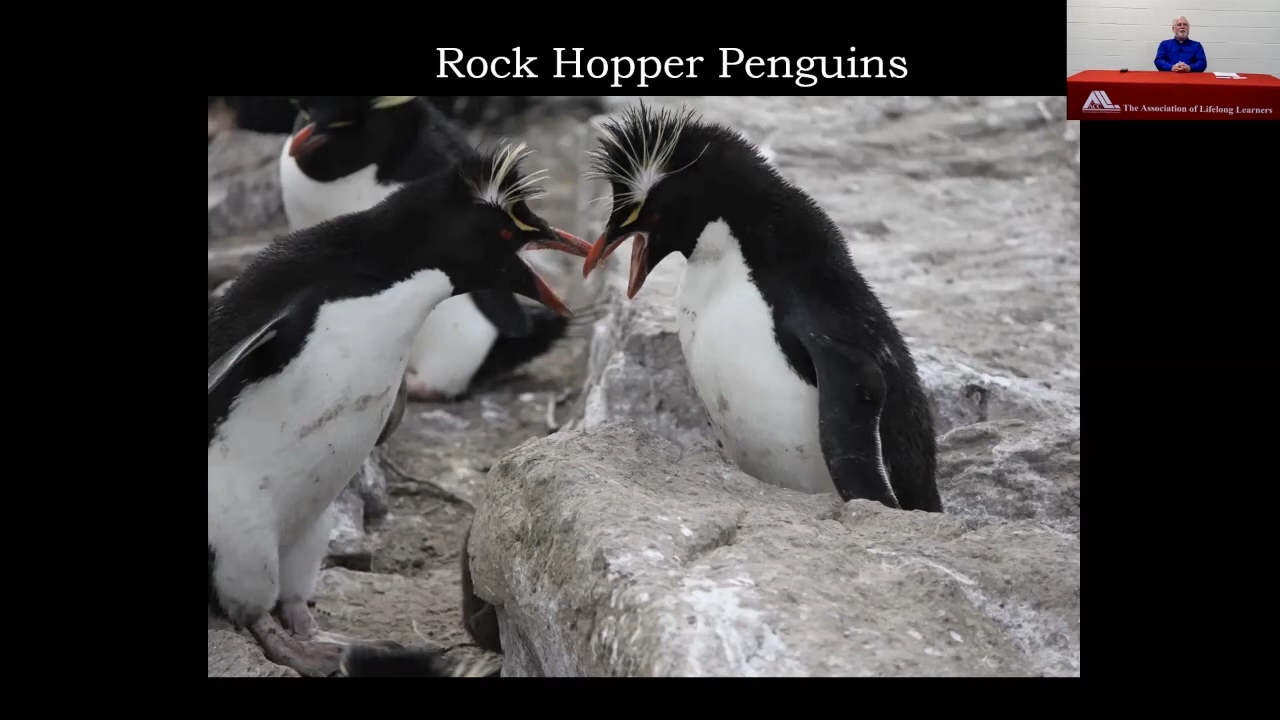 Rock Hopper Penguins
The Association of Lifelong Learners